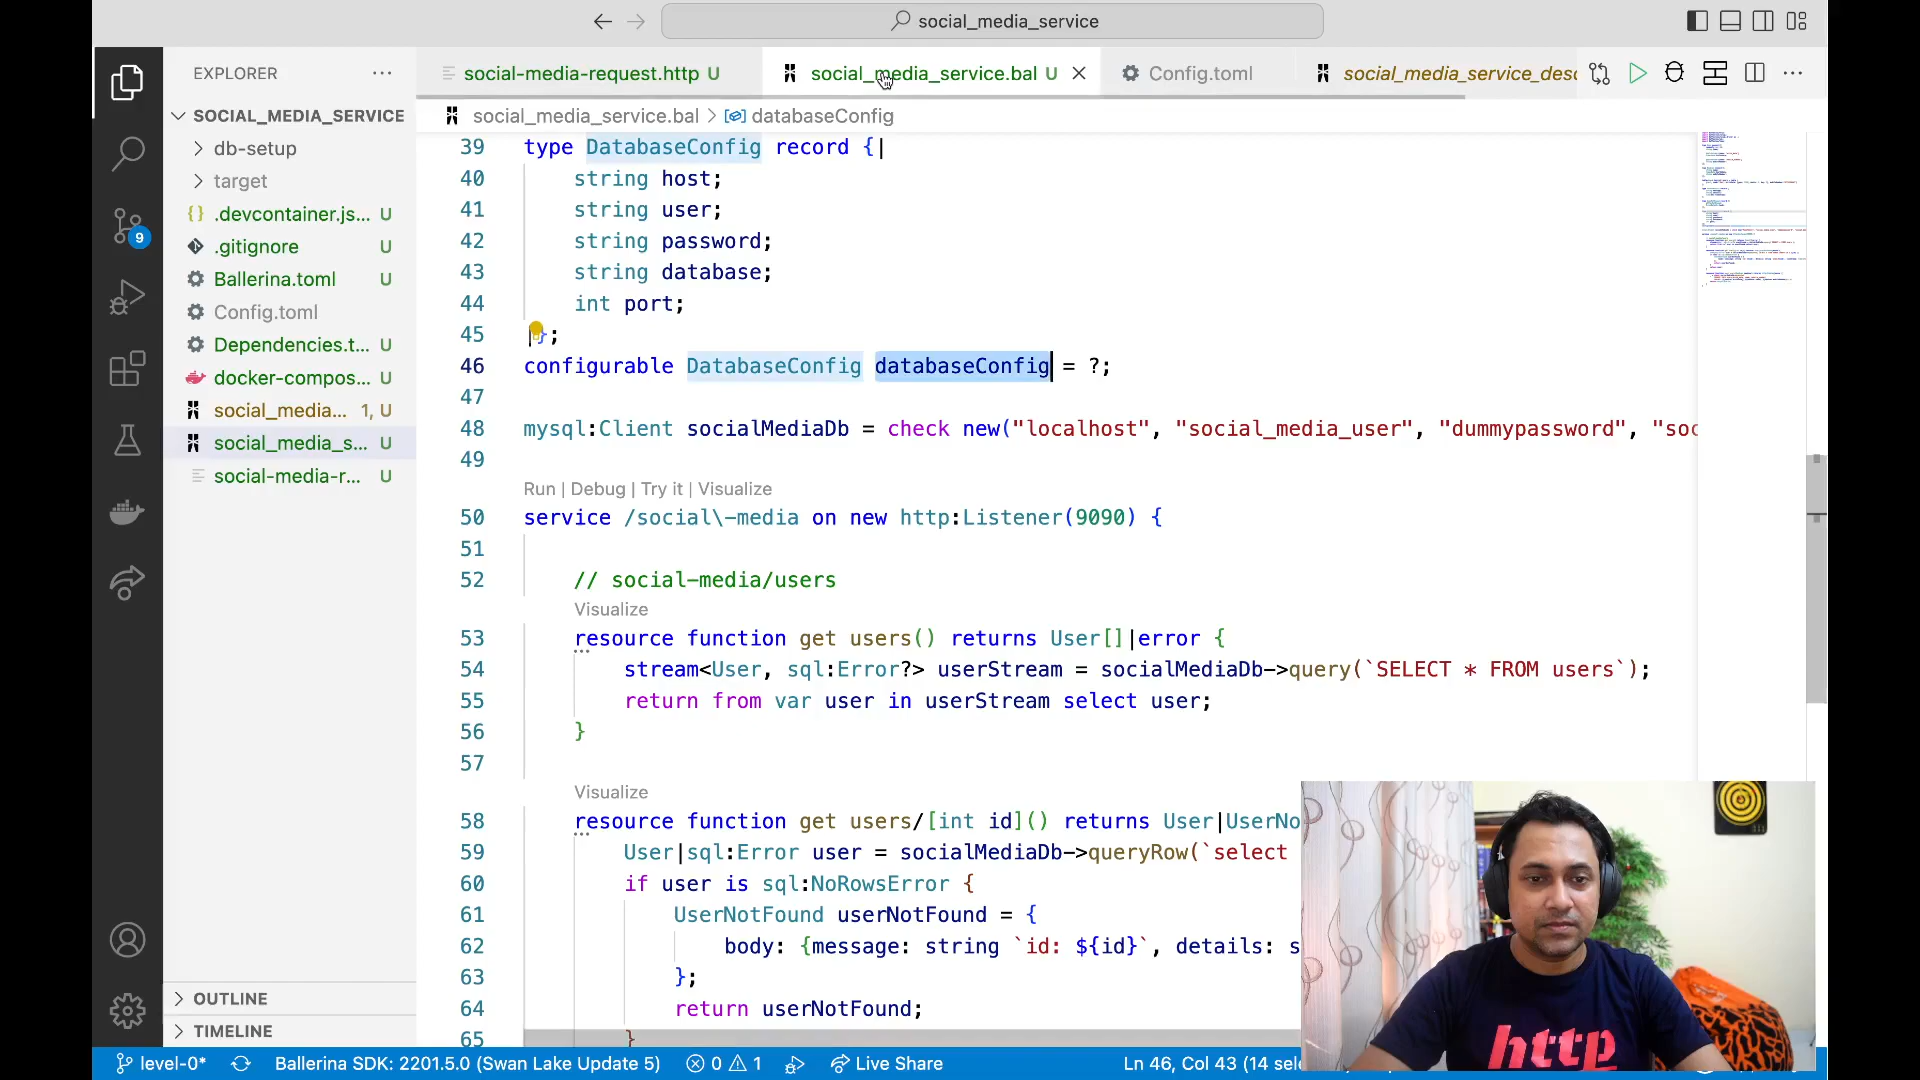 social_media_service
EXPLORER
social-media-request.http U
social_media_service.bal U
Config.toml
social_media_service_desc
SOCIAL_MEDIA_SERVICE
social_media_service.bal > databaseConfig
db-setup
target
.devcontainer.js... U
.gitignore U
Ballerina.toml U
Config.toml
Dependencies.t... U
docker-compos... U
social_media... 1, U
social_media_s... U
social-media-r... U
9
39 type DatabaseConfig record {|
40 string host;
41 string user;
42 string password;
43 string database;
44 int port;
45 |};
46 configurable DatabaseConfig databaseConfig = ?;
47
48 mysql:Client socialMediaDb = check new("localhost", "social_media_user", "dummypassword", "soc
49
Run | Debug | Try it | Visualize
50 service /social\-media on new http:Listener(9090) {
51
52 // social-media/users
Visualize
53 resource function get users() returns User[]|error {
54 stream<User, sql:Error?> userStream = socialMediaDb->query(`SELECT * FROM users`);
55 return from var user in userStream select user;
56 }
57
Visualize
58 resource function get users/[int id]() returns User|UserNo
59 User|sql:Error user = socialMediaDb->queryRow(`select
60 if user is sql:NoRowsError {
61 UserNotFound userNotFound = {
62 body: {message: string `id: ${id}`, details: s
63 };
64 return userNotFound;
65 }
OUTLINE
TIMELINE
http
level-0*
Ballerina SDK: 2201.5.0 (Swan Lake Update 5)
0
1
Live Share
Ln 46, Col 43 (14 sele